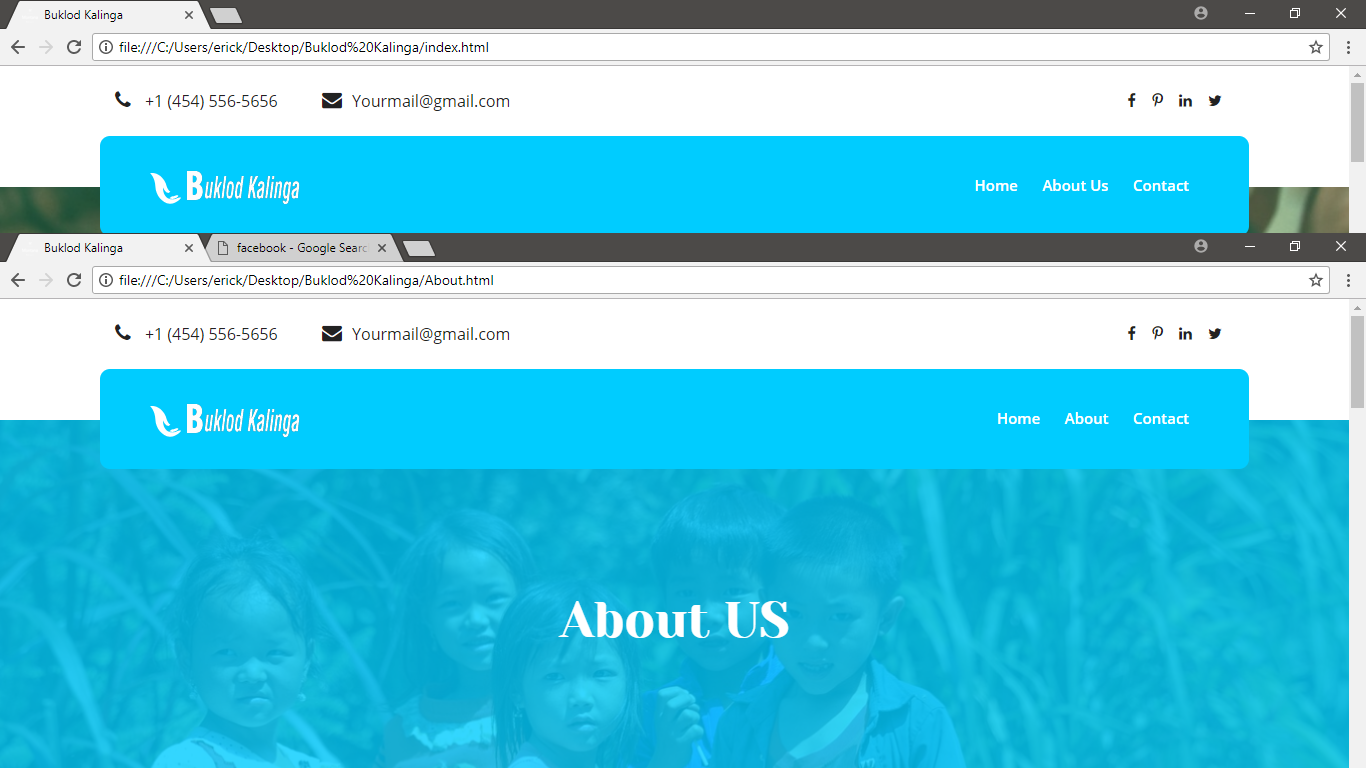 Buklod Kalinga
file:///C:/Users/erick/Desktop/Buklod%20Kalinga/index.html
+1 (454) 556-5656 Yourmail@gmail.com
Buklod Kalinga Home About Us Contact
Buklod Kalinga facebook - Google Searc
file:///C:/Users/erick/Desktop/Buklod%20Kalinga/About.html
+1 (454) 556-5656 Yourmail@gmail.com
Buklod Kalinga Home About Contact
About US